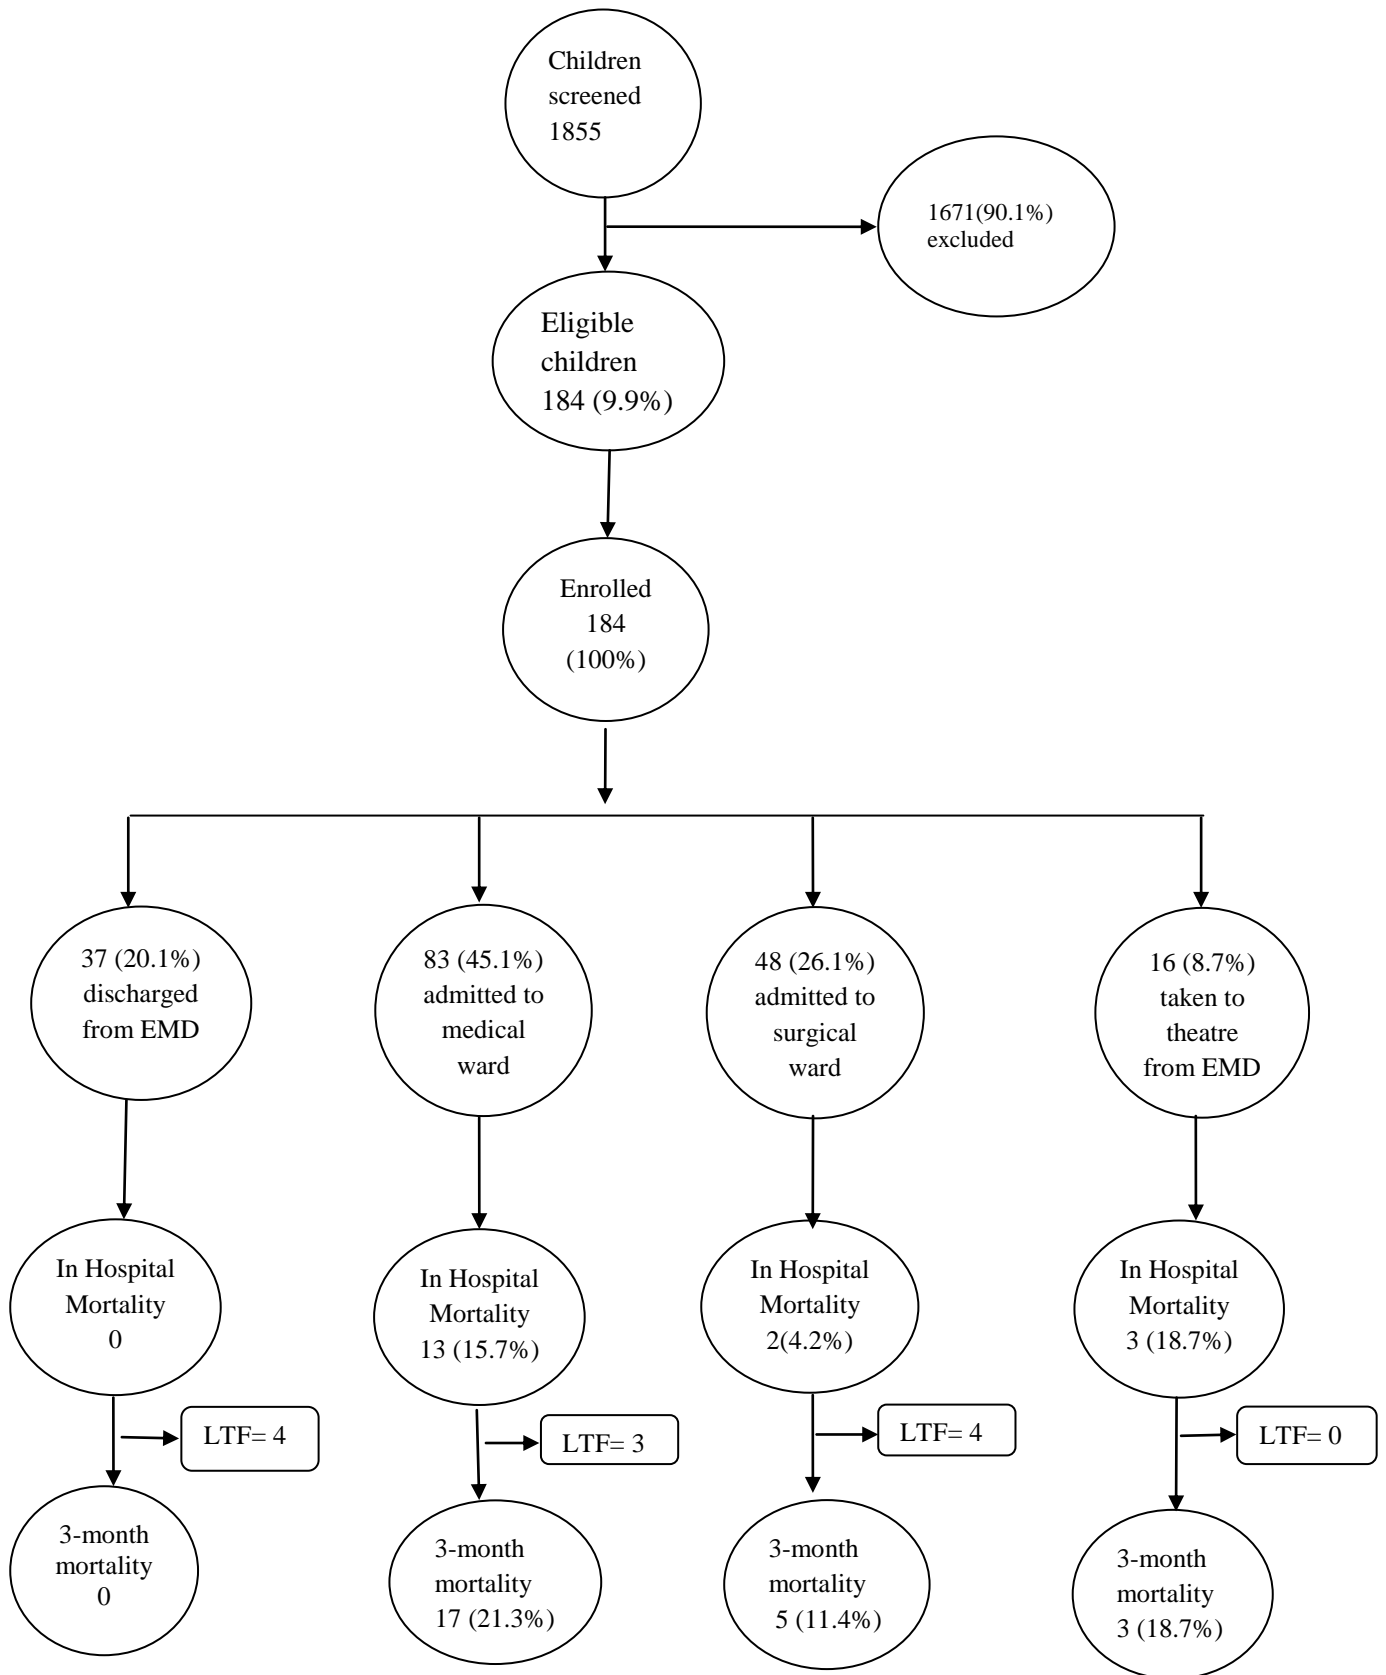 Children
screened
1855
1671(90.1%)
excluded
Eligible
children
184 (9.9%)
Enrolled
184
(100%)
37 (20.1%)
discharged
from EMD
83 (45.1%)
admitted to
medical
ward
48 (26.1%)
admitted to
surgical
ward
16 (8.7%)
taken to
theatre
from EMD
In Hospital
Mortality
0
In Hospital
Mortality
13 (15.7%)
In Hospital
Mortality
2(4.2%)
In Hospital
Mortality
3 (18.7%)
LTF= 4
LTF= 3
LTF= 4
LTF= 0
3-month
mortality
0
3-month
mortality
17 (21.3%)
3-month
mortality
5 (11.4%)
3-month
mortality
3 (18.7%)